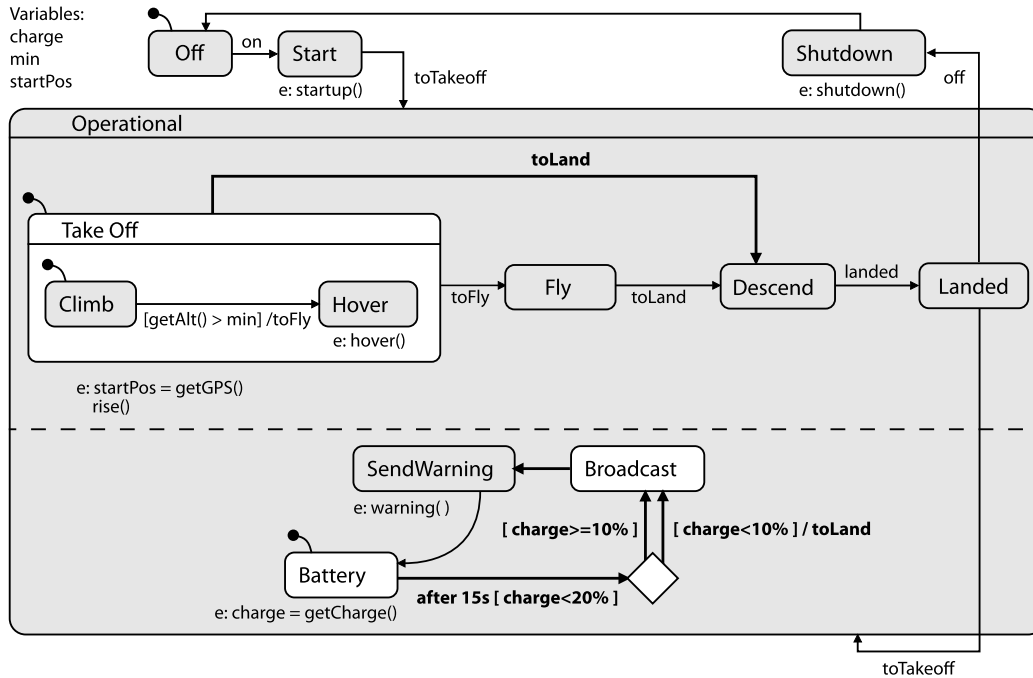 Variables:
charge
min
startPos
Off
on
Start
e: startup()
toTakeoff
Shutdown
e: shutdown()
off
Operational
toLand
Take Off
Climb
[getAlt() > min] /toFly
Hover
e: hover()
toFly
Fly
toLand
Descend
landed
Landed
e: startPos = getGPS()
rise()
SendWarning
e: warning( )
Broadcast
[ charge>=10% ]
[ charge<10% ] / toLand
Battery
after 15s [ charge<20% ]
e: charge = getCharge()
toTakeoff